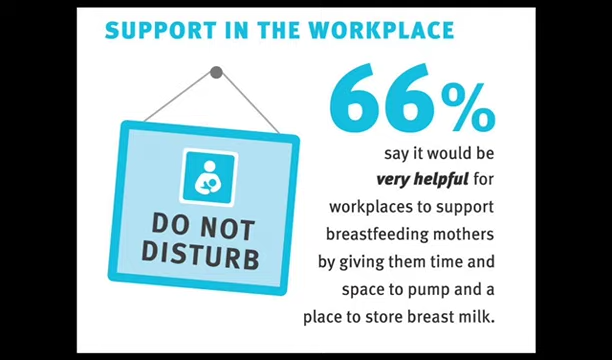 SUPPORT IN THE WORKPLACE
DO NOT
DISTURB
66%
say it would be
very helpful for
workplaces to support
breastfeeding mothers
by giving them time and
space to pump and a
place to store breast milk.